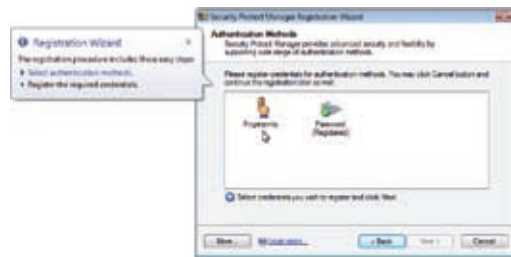 Security Protect Manager Registration Wizard
Authentication Methods
Security Protect Manager provides advanced security and flexibility by
supporting wide range of authentication methods.
Registration Wizard
The registration procedure includes three easy steps:
Select authentication methods.
Register the required credentials.
Please register credentials for authentication methods. You may click Cancel button and
continue the registration later as well.
Fingerprints
Password
(Registered)
Select credentials you wish to register and click Next.
More...
Learn more...
< Back
Next >
Cancel